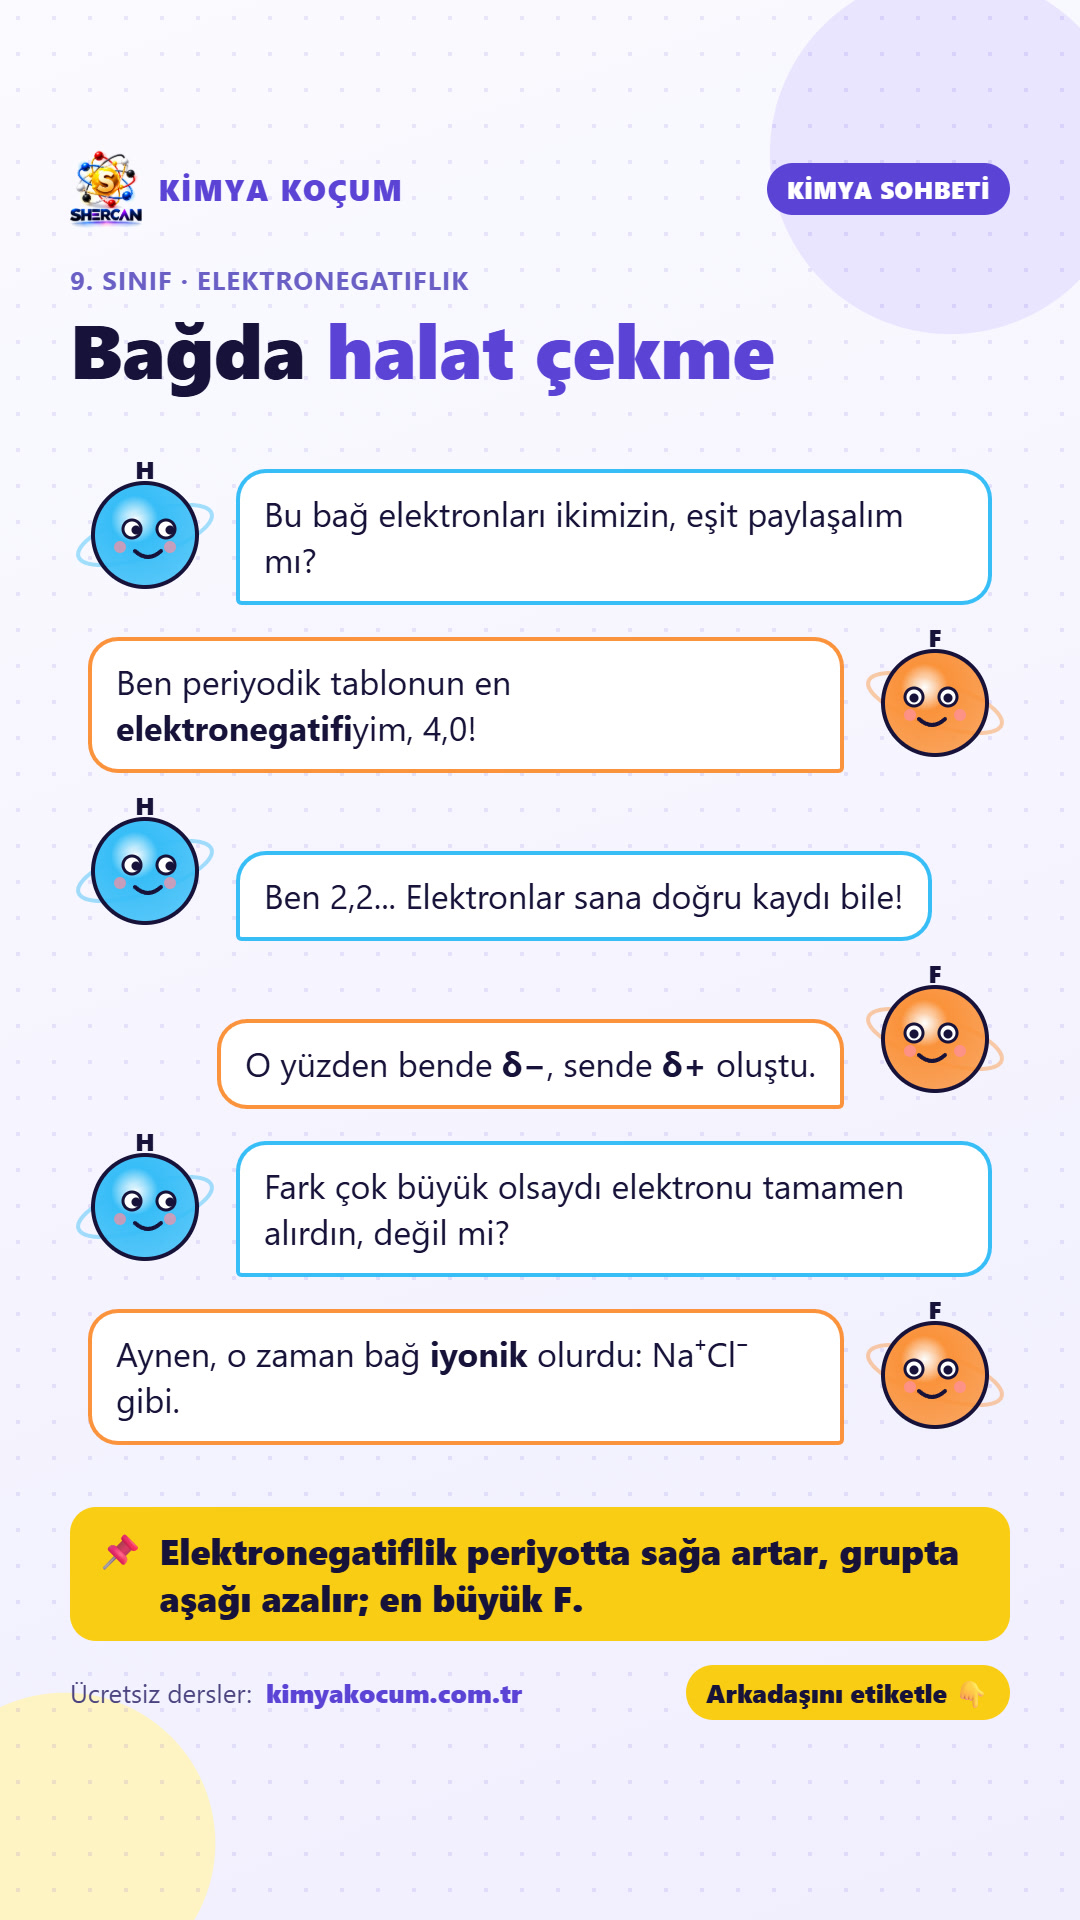 S
SHERCAN
KİMYA KOÇUM
KİMYA SOHBETİ
9. SINIF · ELEKTRONEGATIFLIK
Bağda halat çekme
H
Bu bağ elektronları ikimizin, eşit paylaşalım
mı?
F
Ben periyodik tablonun en
elektronegatifiyim, 4,0!
H
Ben 2,2... Elektronlar sana doğru kaydı bile!
F
O yüzden bende δ−, sende δ+ oluştu.
H
Fark çok büyük olsaydı elektronu tamamen
alırdın, değil mi?
F
Aynen, o zaman bağ iyonik olurdu: Na⁺Cl⁻
gibi.
📌 Elektronegatiflik periyotta sağa artar, grupta
aşağı azalır; en büyük F.
Ücretsiz dersler: kimyakocum.com.tr
Arkadaşını etiketle 👇